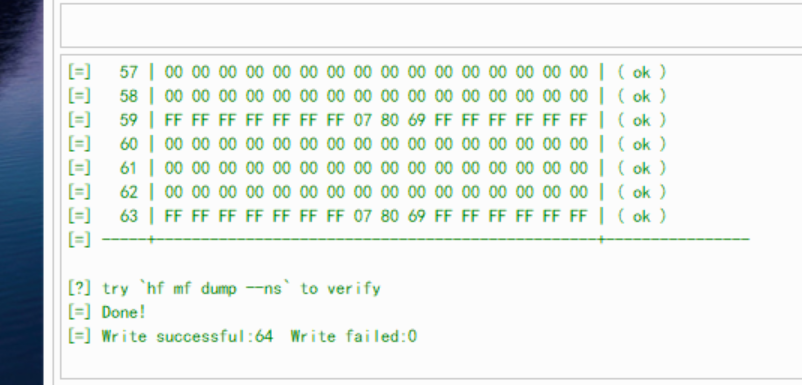 [=]   57 | 00 00 00 00 00 00 00 00 00 00 00 00 00 00 00 00 | ( ok )
[=]   58 | 00 00 00 00 00 00 00 00 00 00 00 00 00 00 00 00 | ( ok )
[=]   59 | FF FF FF FF FF FF FF 07 80 69 FF FF FF FF FF FF | ( ok )
[=]   60 | 00 00 00 00 00 00 00 00 00 00 00 00 00 00 00 00 | ( ok )
[=]   61 | 00 00 00 00 00 00 00 00 00 00 00 00 00 00 00 00 | ( ok )
[=]   62 | 00 00 00 00 00 00 00 00 00 00 00 00 00 00 00 00 | ( ok )
[=]   63 | FF FF FF FF FF FF FF 07 80 69 FF FF FF FF FF FF | ( ok )
[=] -----+-------------------------------------------------+-----------------
[?] try `hf mf dump --ns` to verify
[=] Done!
[=] Write successful:64  Write failed:0